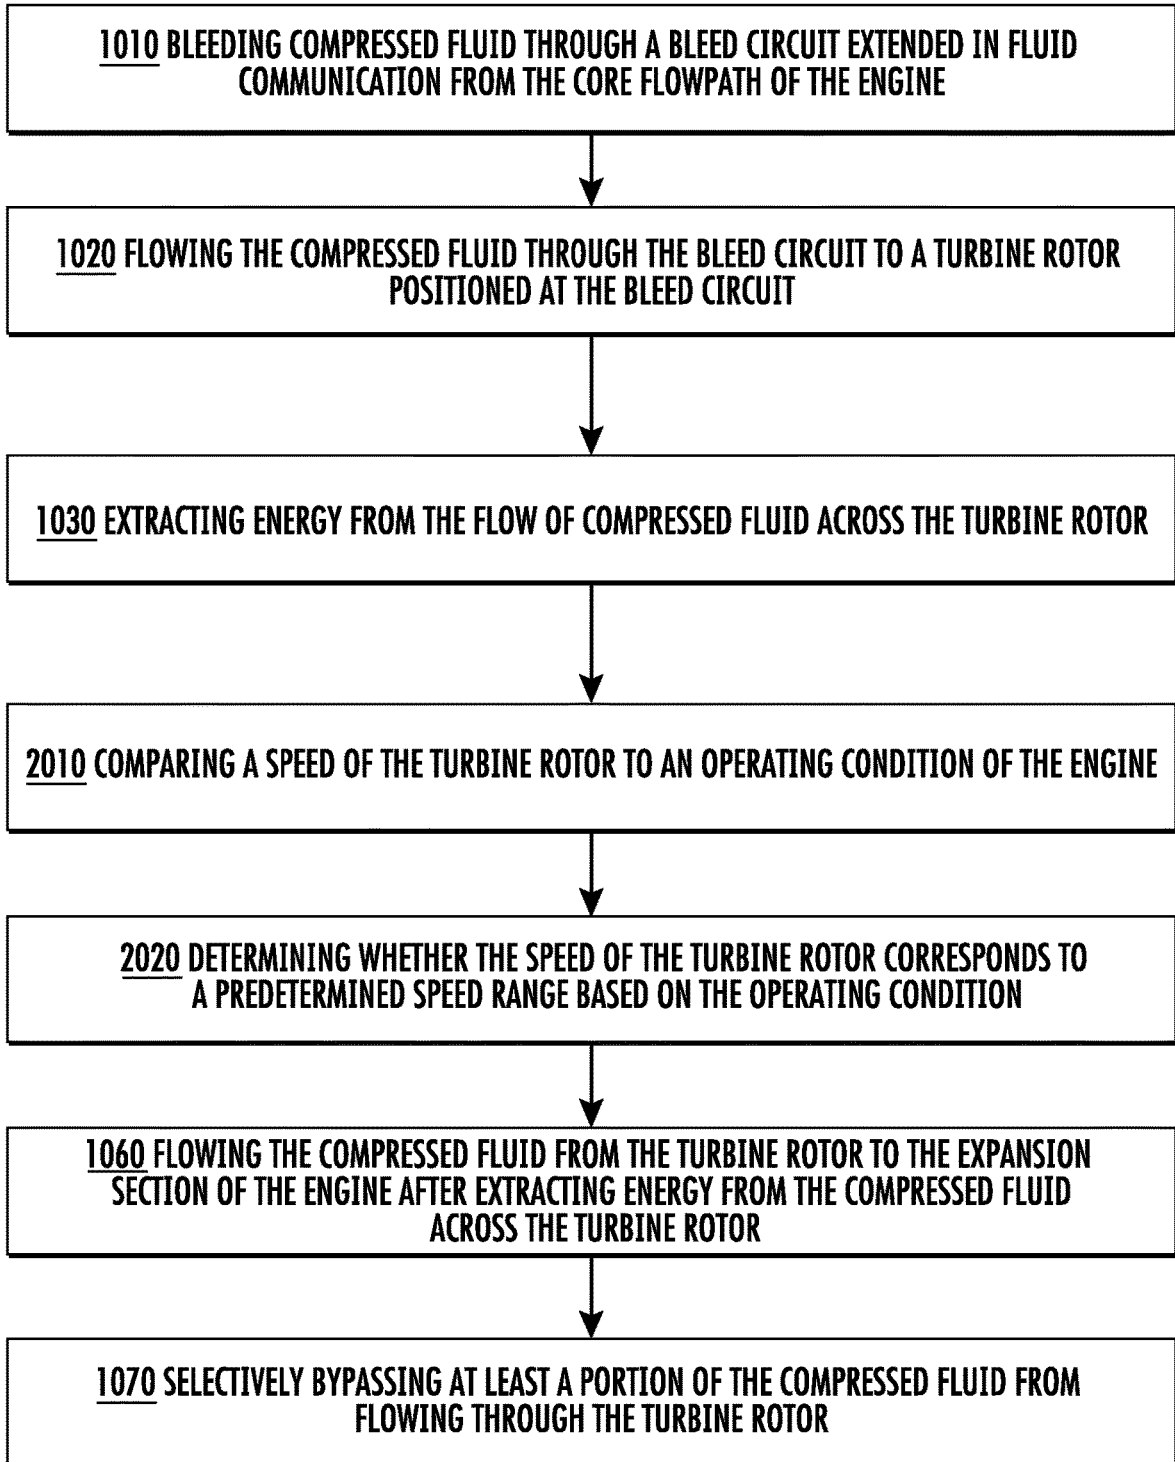 1010 BLEEDING COMPRESSED FLUID THROUGH A BLEED CIRCUIT EXTENDED IN FLUID
COMMUNICATION FROM THE CORE FLOWPATH OF THE ENGINE
1020 FLOWING THE COMPRESSED FLUID THROUGH THE BLEED CIRCUIT TO A TURBINE ROTOR
POSITIONED AT THE BLEED CIRCUIT
1030 EXTRACTING ENERGY FROM THE FLOW OF COMPRESSED FLUID ACROSS THE TURBINE ROTOR
2010 COMPARING A SPEED OF THE TURBINE ROTOR TO AN OPERATING CONDITION OF THE ENGINE
2020 DETERMINING WHETHER THE SPEED OF THE TURBINE ROTOR CORRESPONDS TO
A PREDETERMINED SPEED RANGE BASED ON THE OPERATING CONDITION
1060 FLOWING THE COMPRESSED FLUID FROM THE TURBINE ROTOR TO THE EXPANSION
SECTION OF THE ENGINE AFTER EXTRACTING ENERGY FROM THE COMPRESSED FLUID
ACROSS THE TURBINE ROTOR
1070 SELECTIVELY BYPASSING AT LEAST A PORTION OF THE COMPRESSED FLUID FROM
FLOWING THROUGH THE TURBINE ROTOR